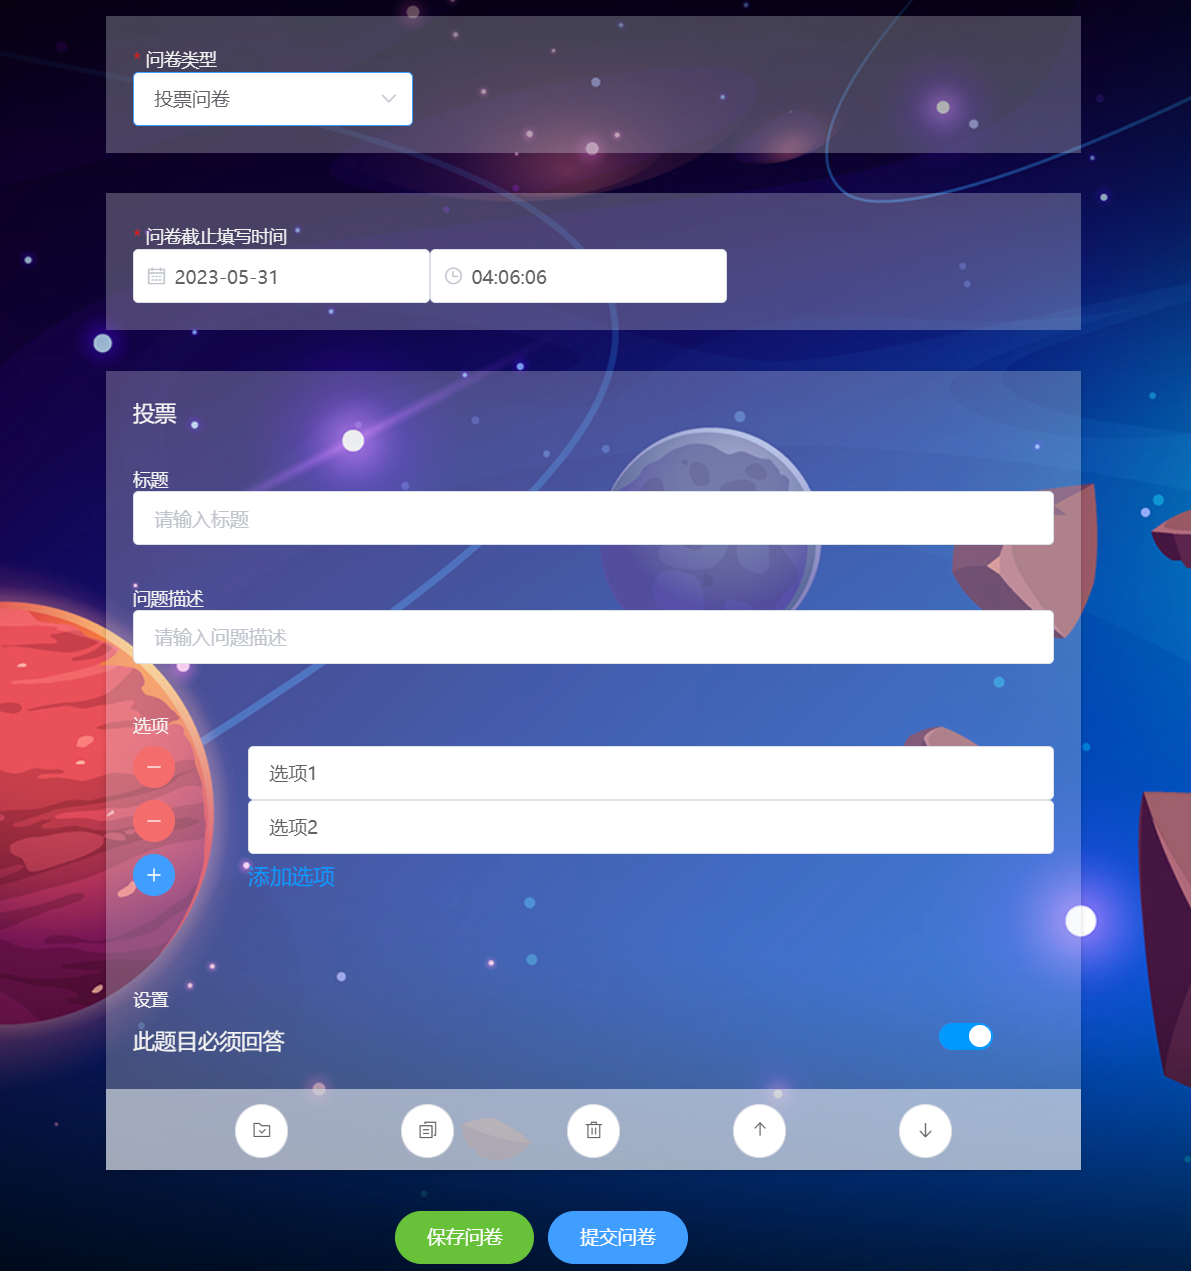 * 问卷类型
投票问卷
* 问卷截止填写时间
2023-05-31 04:06:06
投票
标题
请输入标题
问题描述
请输入问题描述
选项
选项1
选项2
添加选项
设置
此题目必须回答
保存问卷 提交问卷